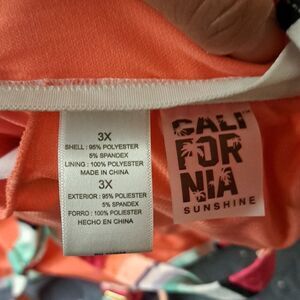 3X
SHELL : 95% POLYESTER
5% SPANDEX
LINING : 100% POLYESTER
MADE IN CHINA
3X
EXTERIOR : 95% POLIESTER
5% SPANDEX
FORRO : 100% POLIESTER
HECHO EN CHINA
CALI
FOR
NIA
SUNSHINE